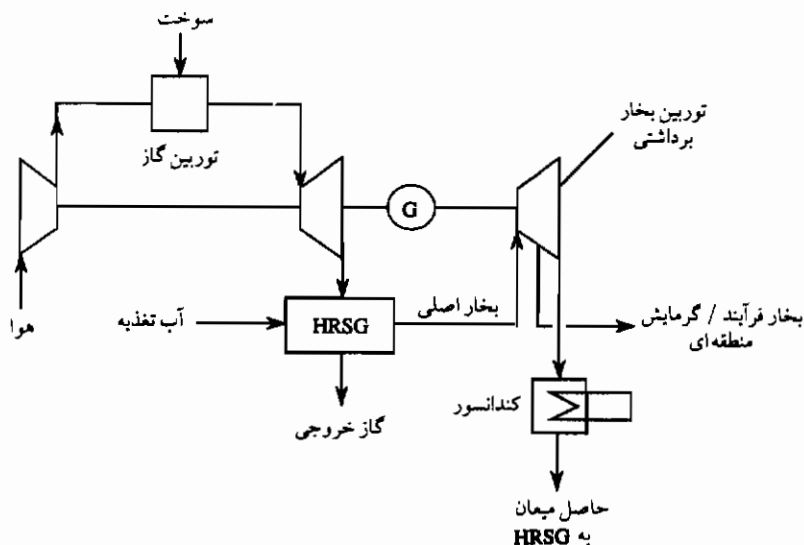 سوخت
توربین گاز
توربین بخار
برداشتی
G
هوا
آب تغذیه
HRSG
بخار اصلی
بخار فرآیند / گرمایش
منطقه‌ای
گاز خروجی
کندانسور
حاصل میعان
به HRSG